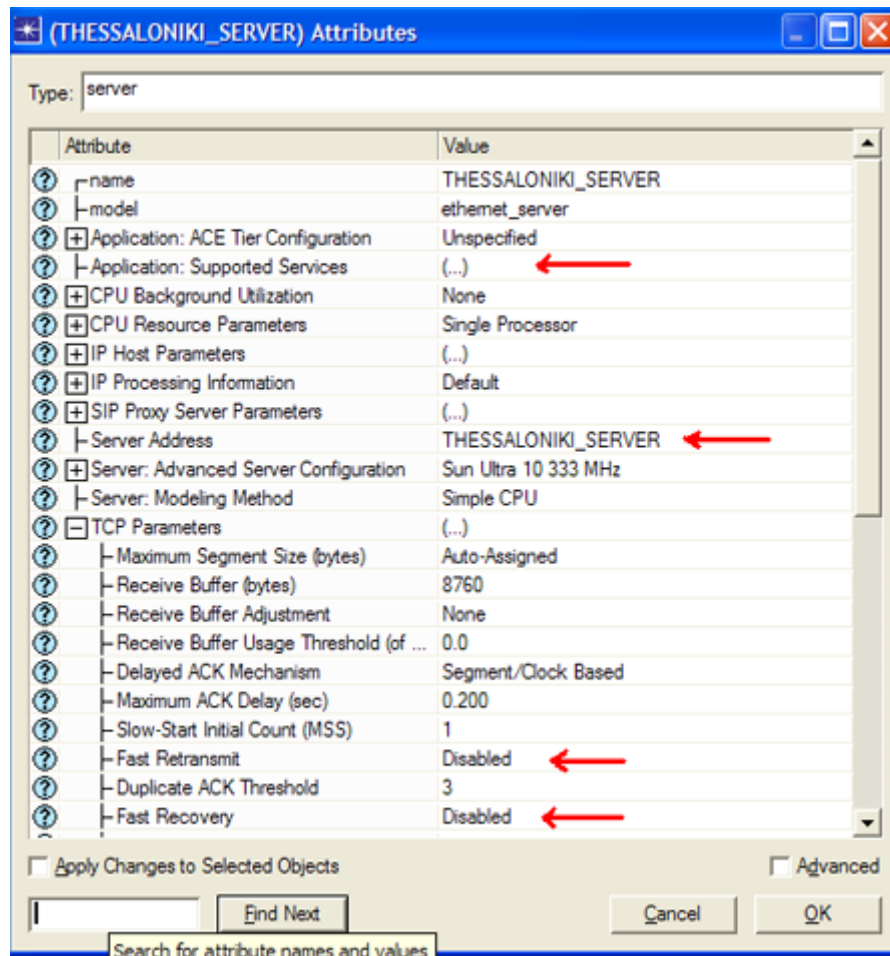 (THESSALONIKI_SERVER) Attributes
Type: server
Attribute Value
name THESSALONIKI_SERVER
model ethernet_server
Application: ACE Tier Configuration Unspecified
Application: Supported Services (...)
CPU Background Utilization None
CPU Resource Parameters Single Processor
IP Host Parameters (...)
IP Processing Information Default
SIP Proxy Server Parameters (...)
Server Address THESSALONIKI_SERVER
Server: Advanced Server Configuration Sun Ultra 10 333 MHz
Server: Modeling Method Simple CPU
TCP Parameters (...)
Maximum Segment Size (bytes) Auto-Assigned
Receive Buffer (bytes) 8760
Receive Buffer Adjustment None
Receive Buffer Usage Threshold (of ... 0.0
Delayed ACK Mechanism Segment/Clock Based
Maximum ACK Delay (sec) 0.200
Slow-Start Initial Count (MSS) 1
Fast Retransmit Disabled
Duplicate ACK Threshold 3
Fast Recovery Disabled
Apply Changes to Selected Objects Advanced
Find Next Cancel OK
Search for attribute names and values